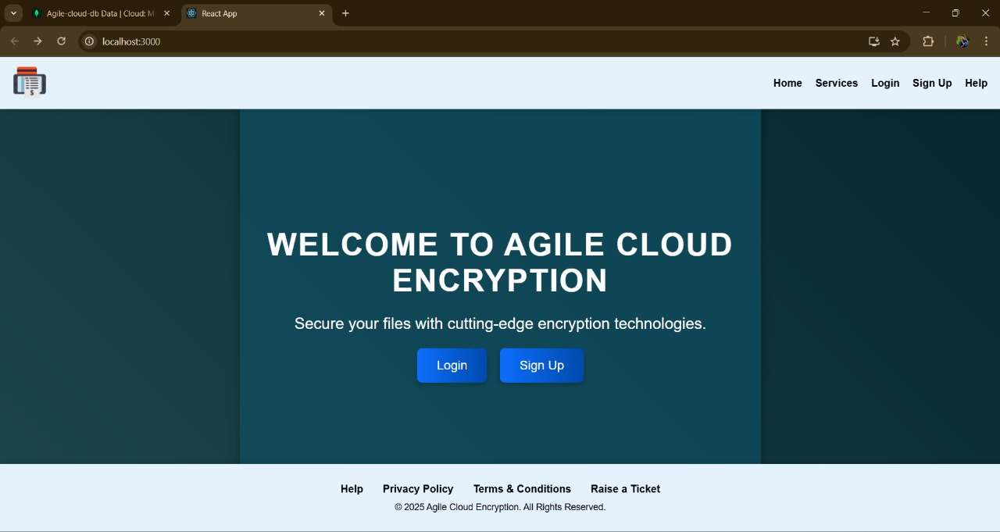 Agile-cloud-db Data | Cloud: M
React App
localhost:3000
$
Home Services Login Sign Up Help
WELCOME TO AGILE CLOUD
ENCRYPTION
Secure your files with cutting-edge encryption technologies.
Login Sign Up
Help Privacy Policy Terms & Conditions Raise a Ticket
© 2025 Agile Cloud Encryption. All Rights Reserved.